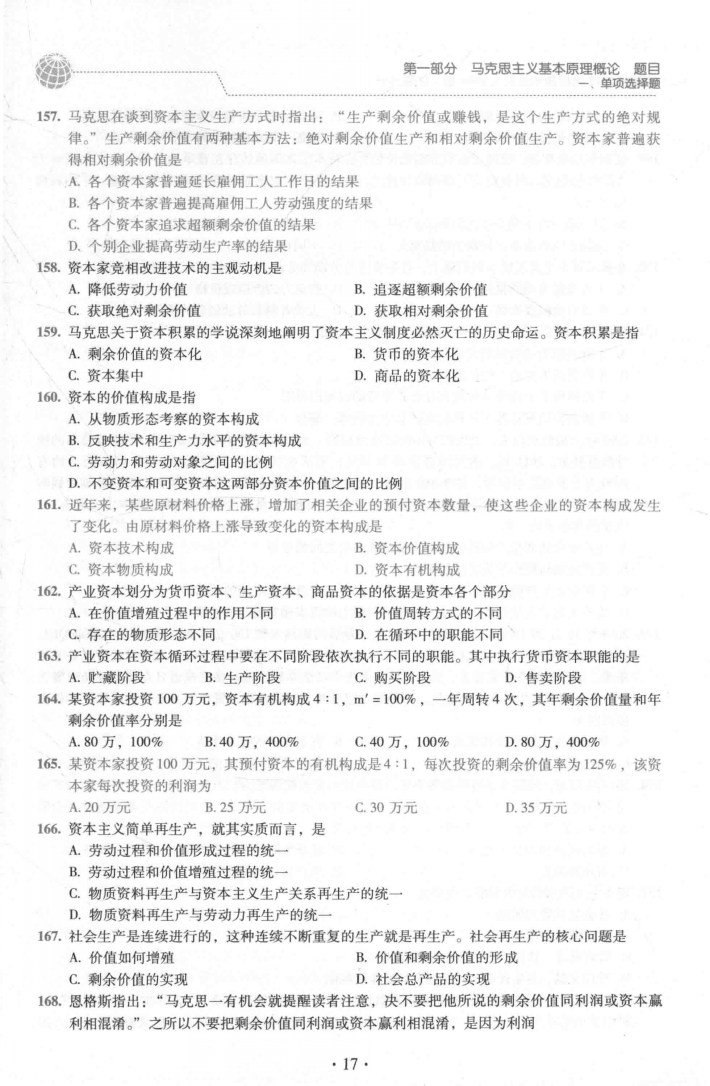 第一部分 马克思主义基本原理概论 题目
一、单项选择题
157. 马克思在谈到资本主义生产方式时指出：“生产剩余价值或赚钱，是这个生产方式的绝对规
律。”生产剩余价值有两种基本方法：绝对剩余价值生产和相对剩余价值生产。资本家普遍获
得相对剩余价值是
A. 各个资本家普遍延长雇佣工人工作日的结果
B. 各个资本家普遍提高雇佣工人劳动强度的结果
C. 各个资本家追求超额剩余价值的结果
D. 个别企业提高劳动生产率的结果
158. 资本家竞相改进技术的主观动机是
A. 降低劳动力价值 B. 追逐超额剩余价值
C. 获取绝对剩余价值 D. 获取相对剩余价值
159. 马克思关于资本积累的学说深刻地阐明了资本主义制度必然灭亡的历史命运。资本积累是指
A. 剩余价值的资本化 B. 货币的资本化
C. 资本集中 D. 商品的资本化
160. 资本的价值构成是指
A. 从物质形态考察的资本构成
B. 反映技术和生产力水平的资本构成
C. 劳动力和劳动对象之间的比例
D. 不变资本和可变资本这两部分资本价值之间的比例
161. 近年来，某些原材料价格上涨，增加了相关企业的预付资本数量，使这些企业的资本构成发生
了变化。由原材料价格上涨导致变化的资本构成是
A. 资本技术构成 B. 资本价值构成
C. 资本物质构成 D. 资本有机构成
162. 产业资本划分为货币资本、生产资本、商品资本的依据是资本各个部分
A. 在价值增殖过程中的作用不同 B. 价值周转方式的不同
C. 存在的物质形态不同 D. 在循环中的职能不同
163. 产业资本在资本循环过程中要在不同阶段依次执行不同的职能。其中执行货币资本职能的是
A. 贮藏阶段 B. 生产阶段 C. 购买阶段 D. 售卖阶段
164. 某资本家投资 100 万元，资本有机构成 4∶1，m′=100%，一年周转 4 次，其年剩余价值量和年
剩余价值率分别是
A. 80 万，100% B. 40 万，400% C. 40 万，100% D. 80 万，400%
165. 某资本家投资 100 万元，其预付资本的有机构成是 4∶1，每次投资的剩余价值率为 125%，该资
本家每次投资的利润为
A. 20 万元 B. 25 万元 C. 30 万元 D. 35 万元
166. 资本主义简单再生产，就其实质而言，是
A. 劳动过程和价值形成过程的统一
B. 劳动过程和价值增殖过程的统一
C. 物质资料再生产与资本主义生产关系再生产的统一
D. 物质资料再生产与劳动力再生产的统一
167. 社会生产是连续进行的，这种连续不断重复的生产就是再生产。社会再生产的核心问题是
A. 价值如何增殖 B. 价值和剩余价值的形成
C. 剩余价值的实现 D. 社会总产品的实现
168. 恩格斯指出：“马克思一有机会就提醒读者注意，决不要把他所说的剩余价值同利润或资本赢
利相混淆。”之所以不要把剩余价值同利润或资本赢利相混淆，是因为利润
· 17 ·